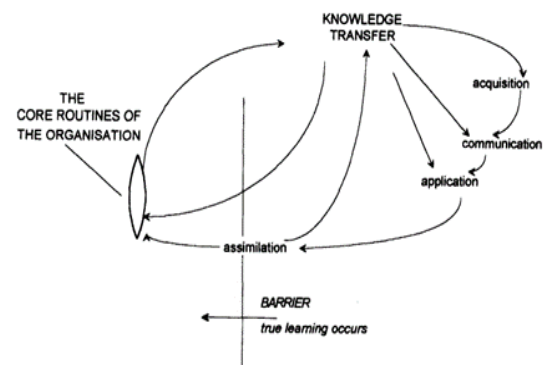 KNOWLEDGE
TRANSFER
acquisition
THE
CORE ROUTINES OF
THE ORGANISATION
communication
application
assimilation
BARRIER
true learning occurs